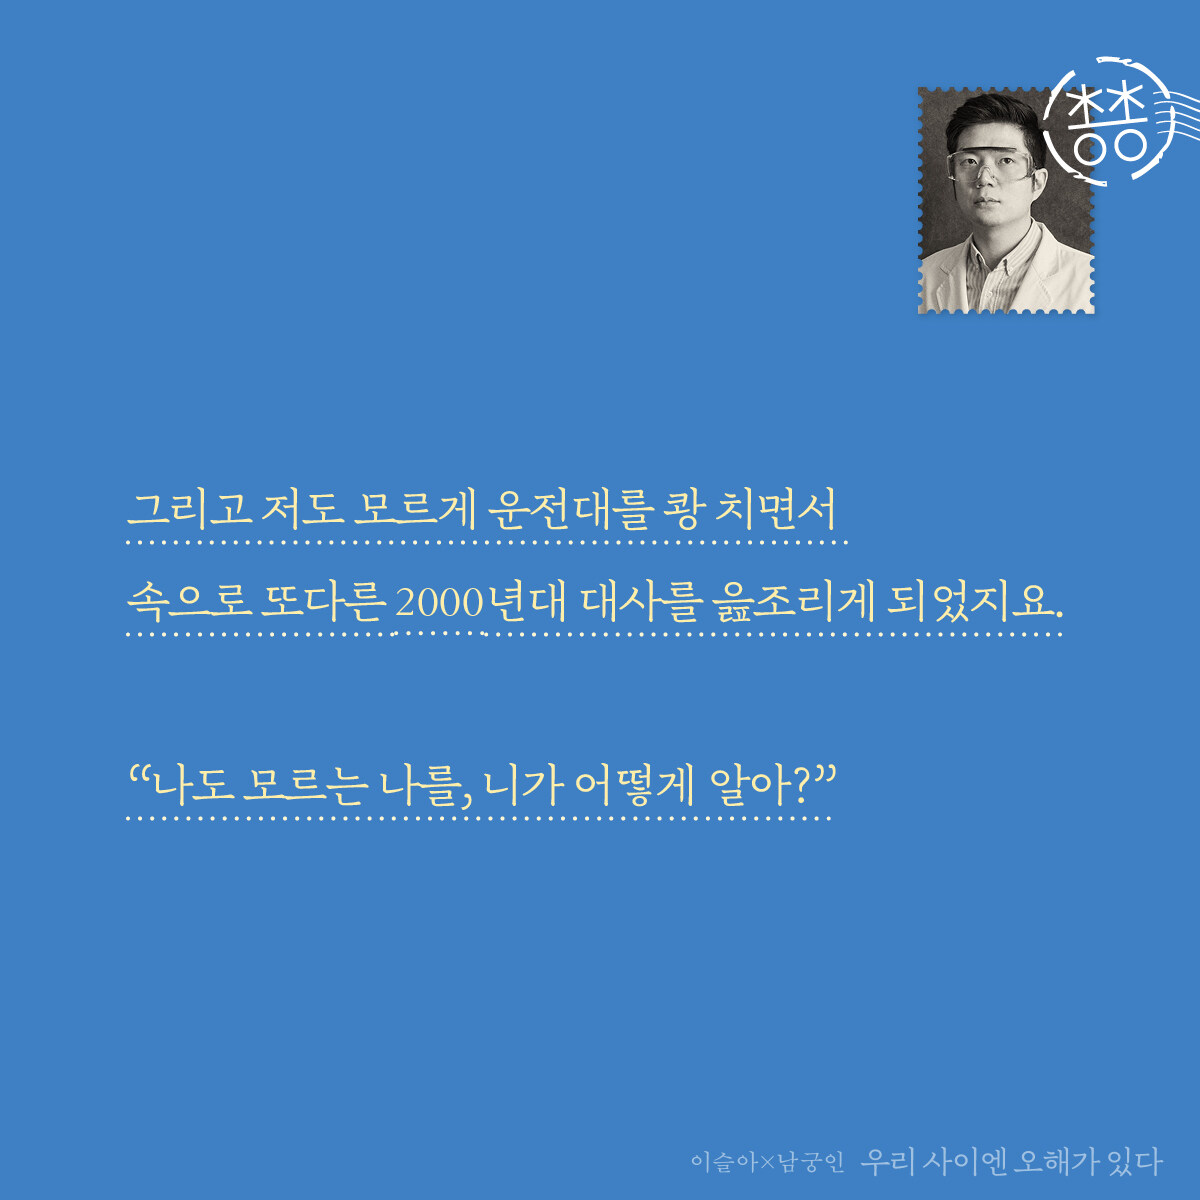 그리고 저도 모르게 운전대를 쾅 치면서
속으로 또다른 2000년대 대사를 읊조리게 되었지요.
“나도 모르는 나를, 니가 어떻게 알아?”
이슬아×남궁인 우리 사이엔 오해가 있다